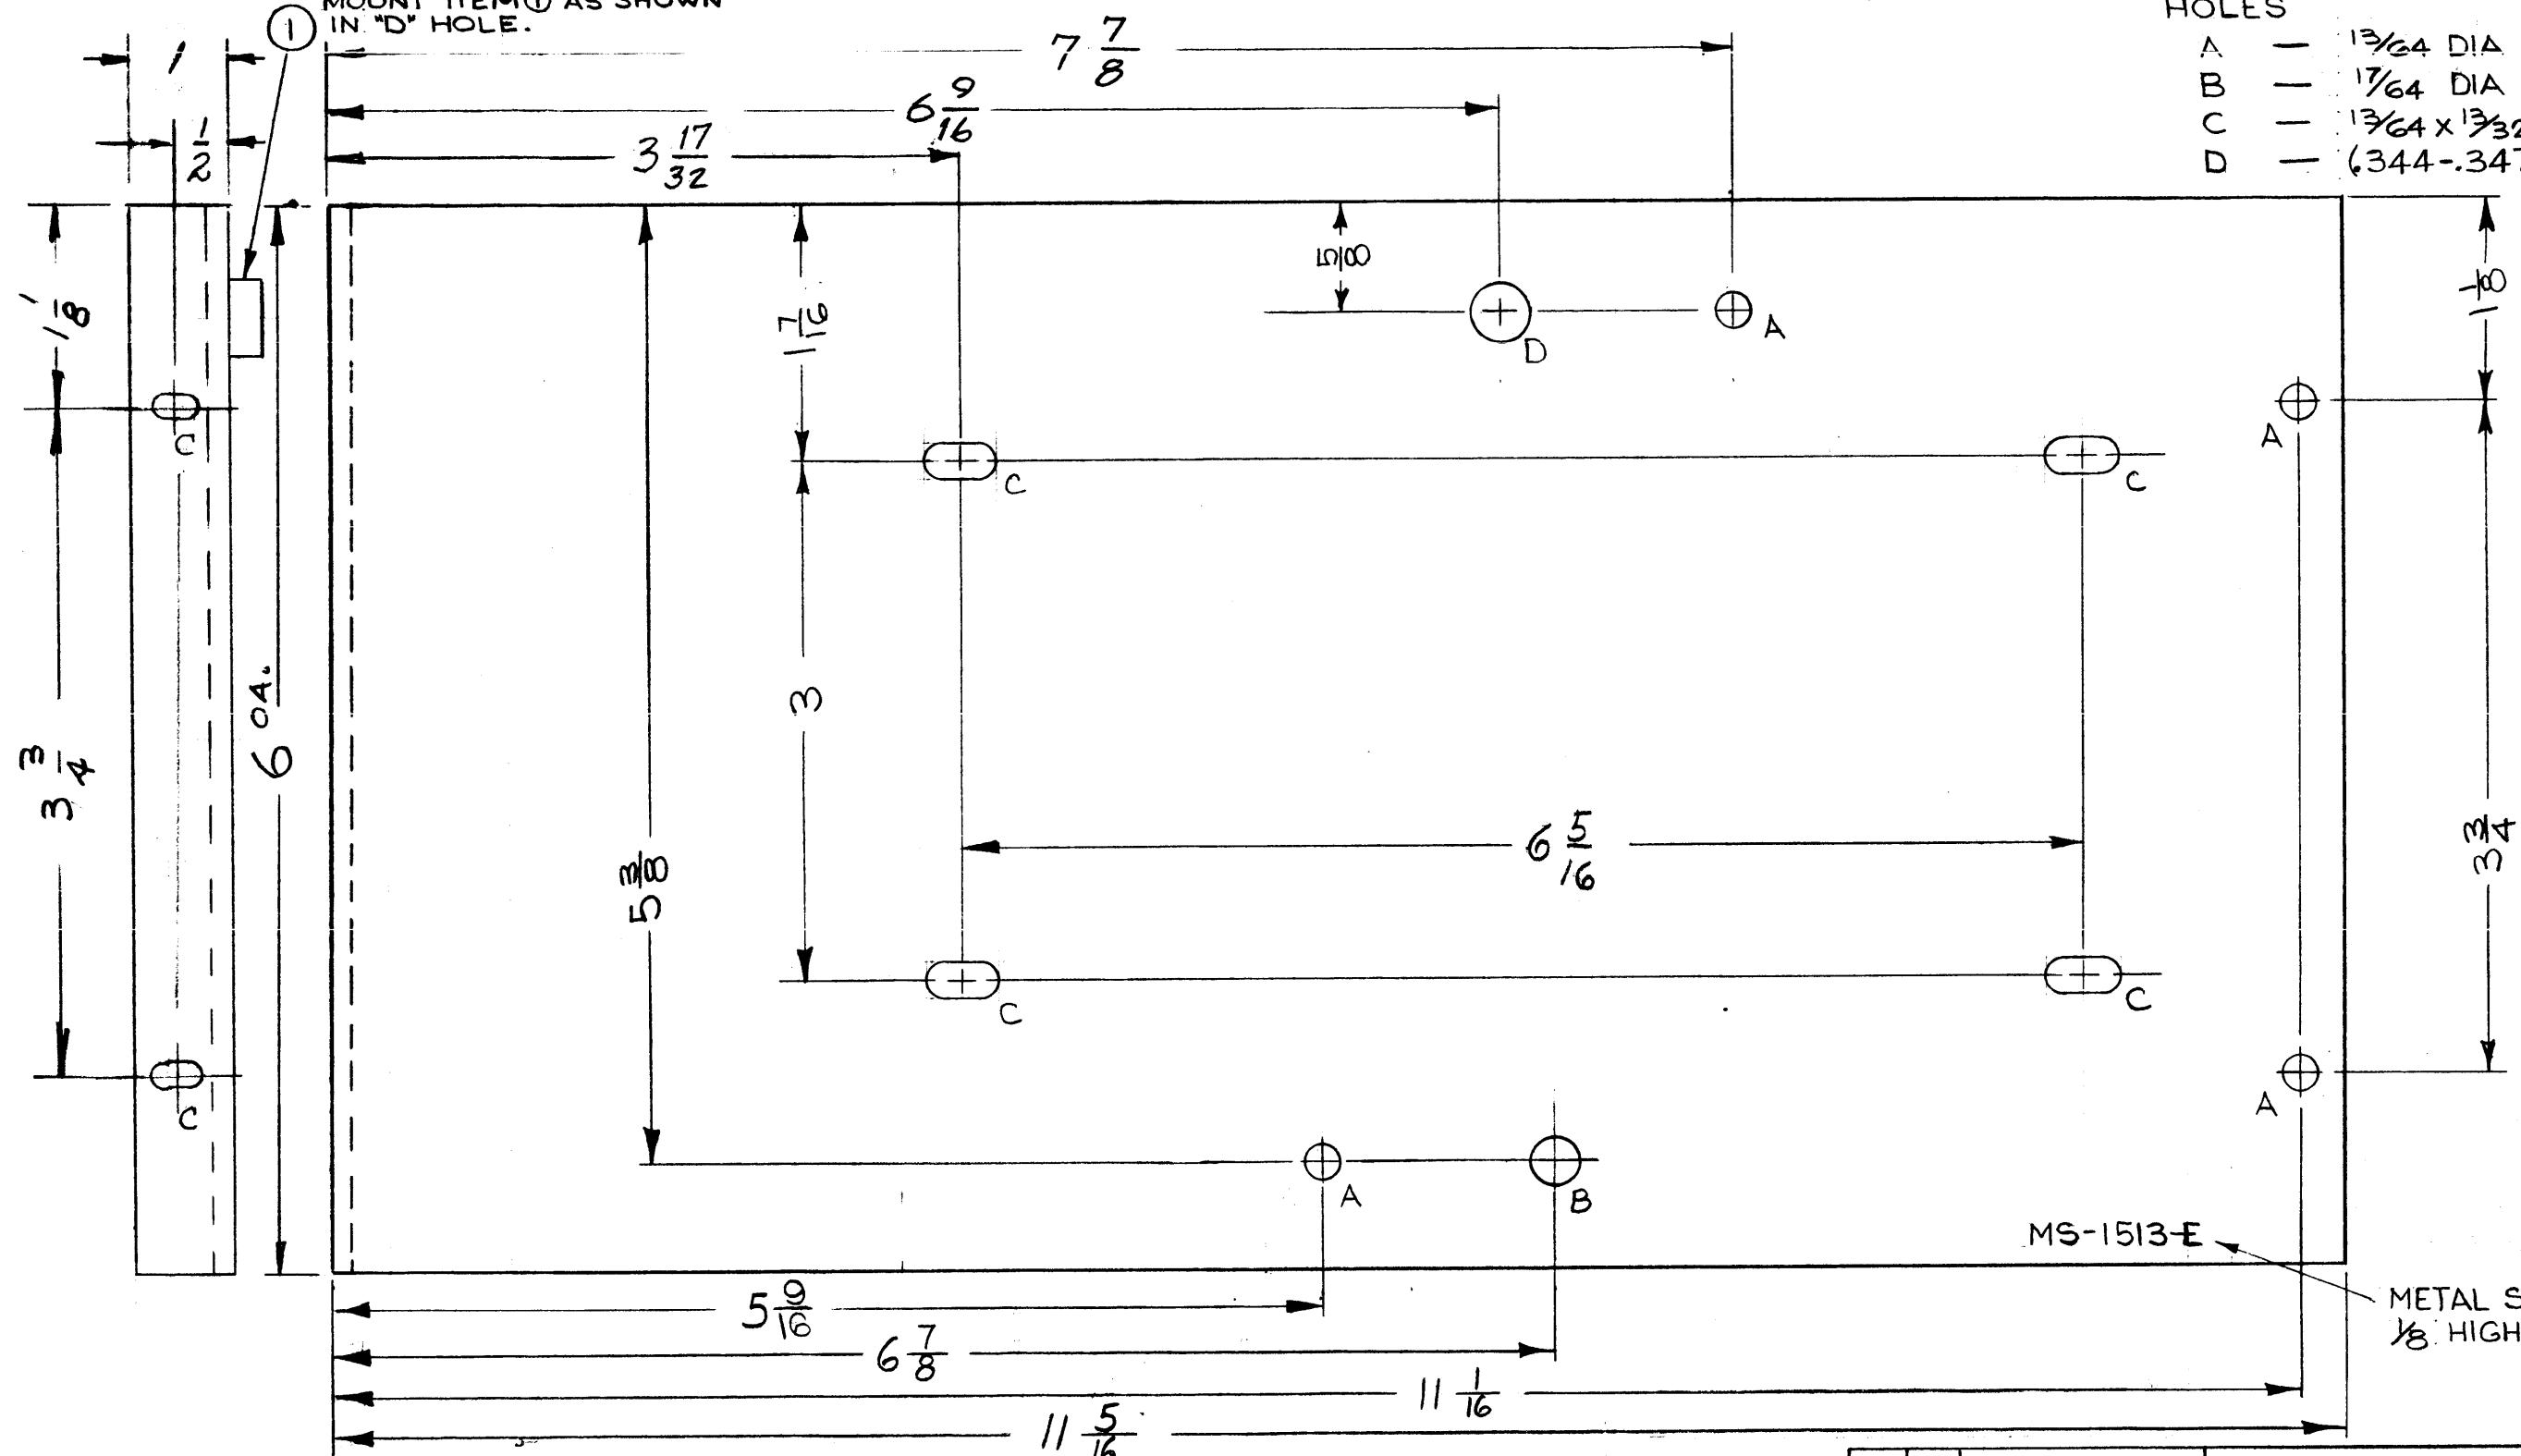 MOUNT ITEM ① AS SHOWN
IN "D" HOLE.
①
HOLES
A — 13/64 DIA
B — 17/64 DIA
C — 13/64 x 13/32
D — (.344-.347
1
1/2
7 7/8
6 9/16
3 17/32
1 1/8
3 3/4
6 OA.
5/8
1 7/16
3
5 3/8
6 5/16
1 1/8
3 3/4
D
A
C
C
A
C
C
C
C
A
A
B
MS-1513-E
METAL S
1/8 HIGH
5 9/16
6 7/8
11 1/16
11 5/16